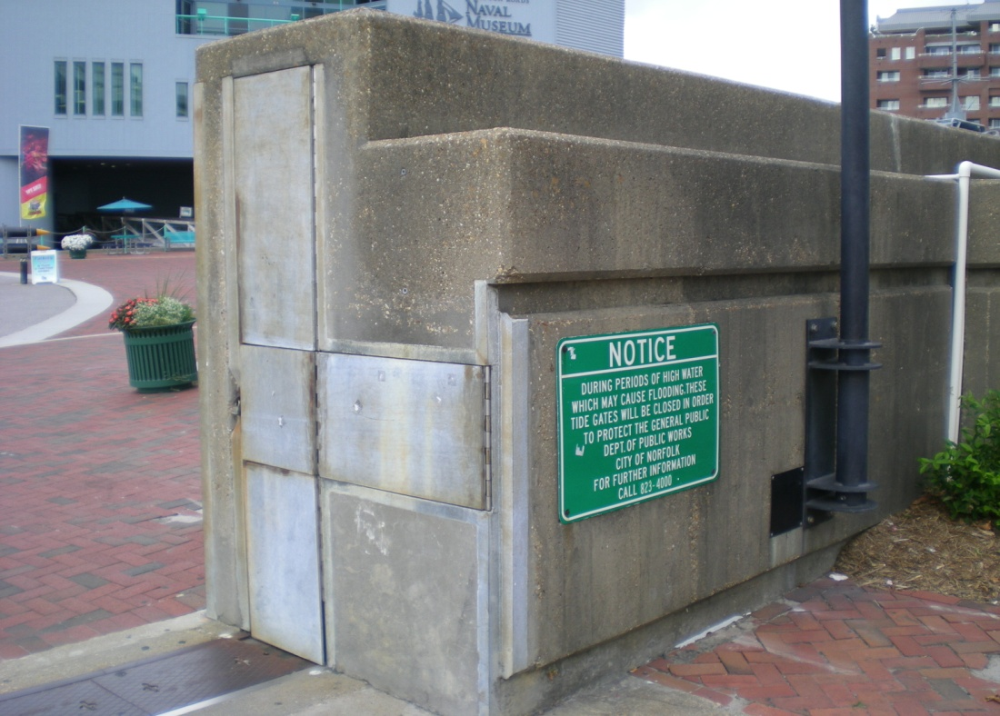 NAVAL
MUSEUM
NOTICE
DURING PERIODS OF HIGH WATER
WHICH MAY CAUSE FLOODING.THESE
TIDE GATES WILL BE CLOSED IN ORDER
TO PROTECT THE GENERAL PUBLIC
DEPT. OF PUBLIC WORKS
CITY OF NORFOLK
FOR FURTHER INFORMATION
CALL 823-4000